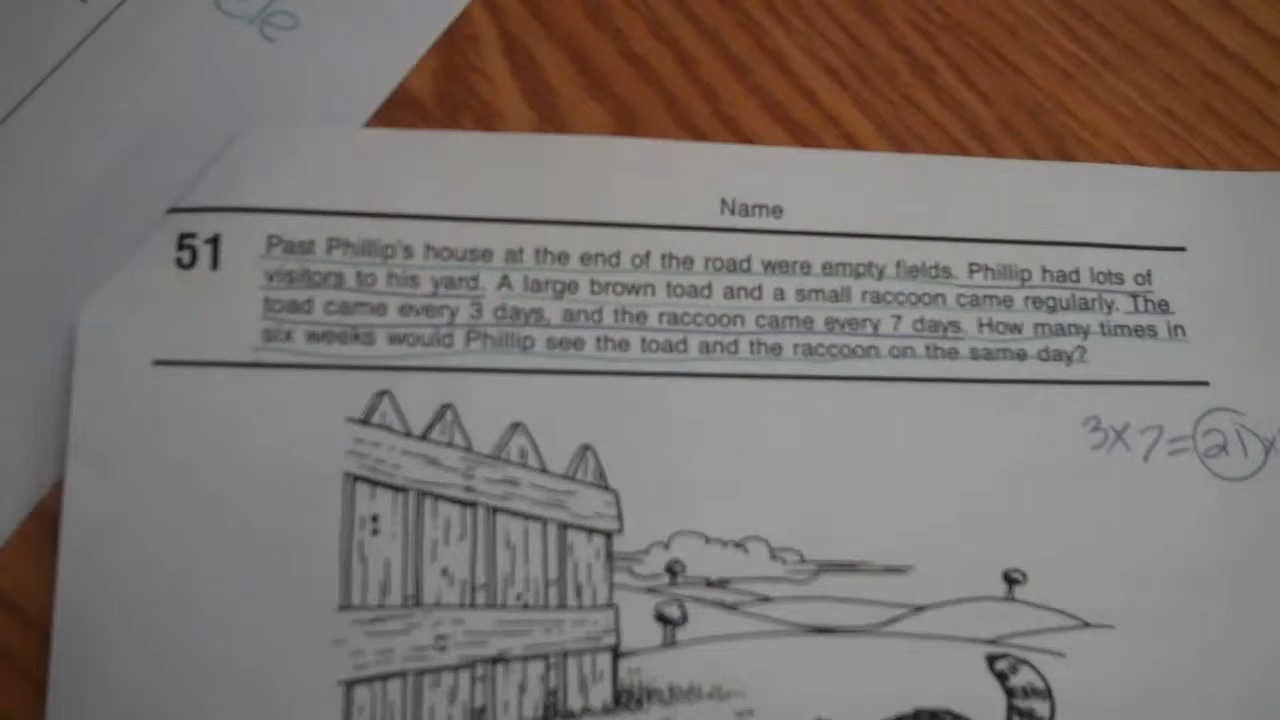 cle
Name
51
Past Phillip's house at the end of the road were empty fields. Phillip had lots of
visitors to his yard. A large brown toad and a small raccoon came regularly. The
toad came every 3 days, and the raccoon came every 7 days. How many times in
six weeks would Phillip see the toad and the raccoon on the same day?
3x7=21x